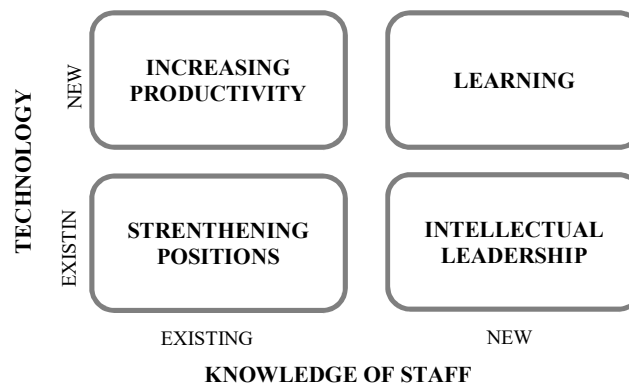 INCREASING
PRODUCTIVITY
LEARNING
STRENTHENING
POSITIONS
INTELLECTUAL
LEADERSHIP
TECHNOLOGY
NEW
EXISTIN
EXISTING
NEW
KNOWLEDGE OF STAFF